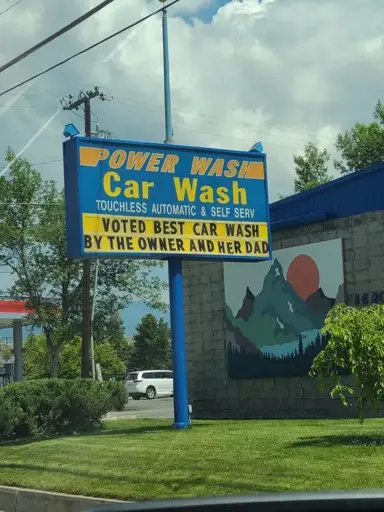 POWER WASH
Car Wash
TOUCHLESS AUTOMATIC & SELF SERV
VOTED BEST CAR WASH
BY THE OWNER AND HER DAD